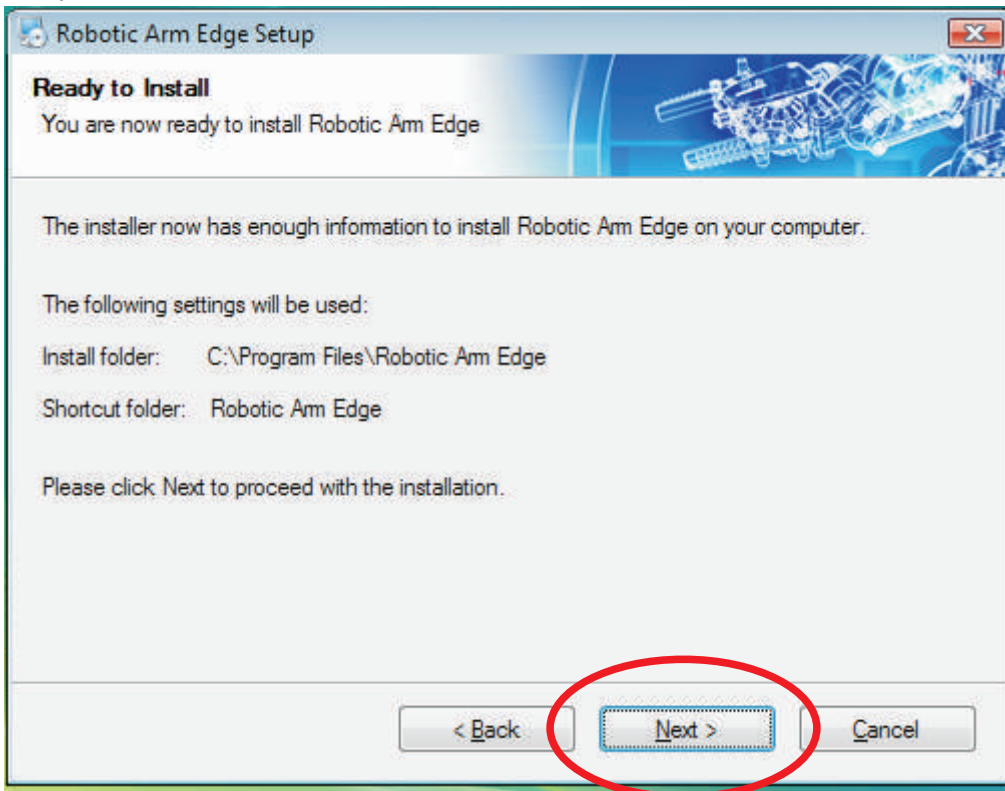 Robotic Arm Edge Setup
Ready to Install
You are now ready to install Robotic Arm Edge
The installer now has enough information to install Robotic Arm Edge on your computer.
The following settings will be used:
Install folder: C:\Program Files\Robotic Arm Edge
Shortcut folder: Robotic Arm Edge
Please click Next to proceed with the installation.
< Back Next > Cancel